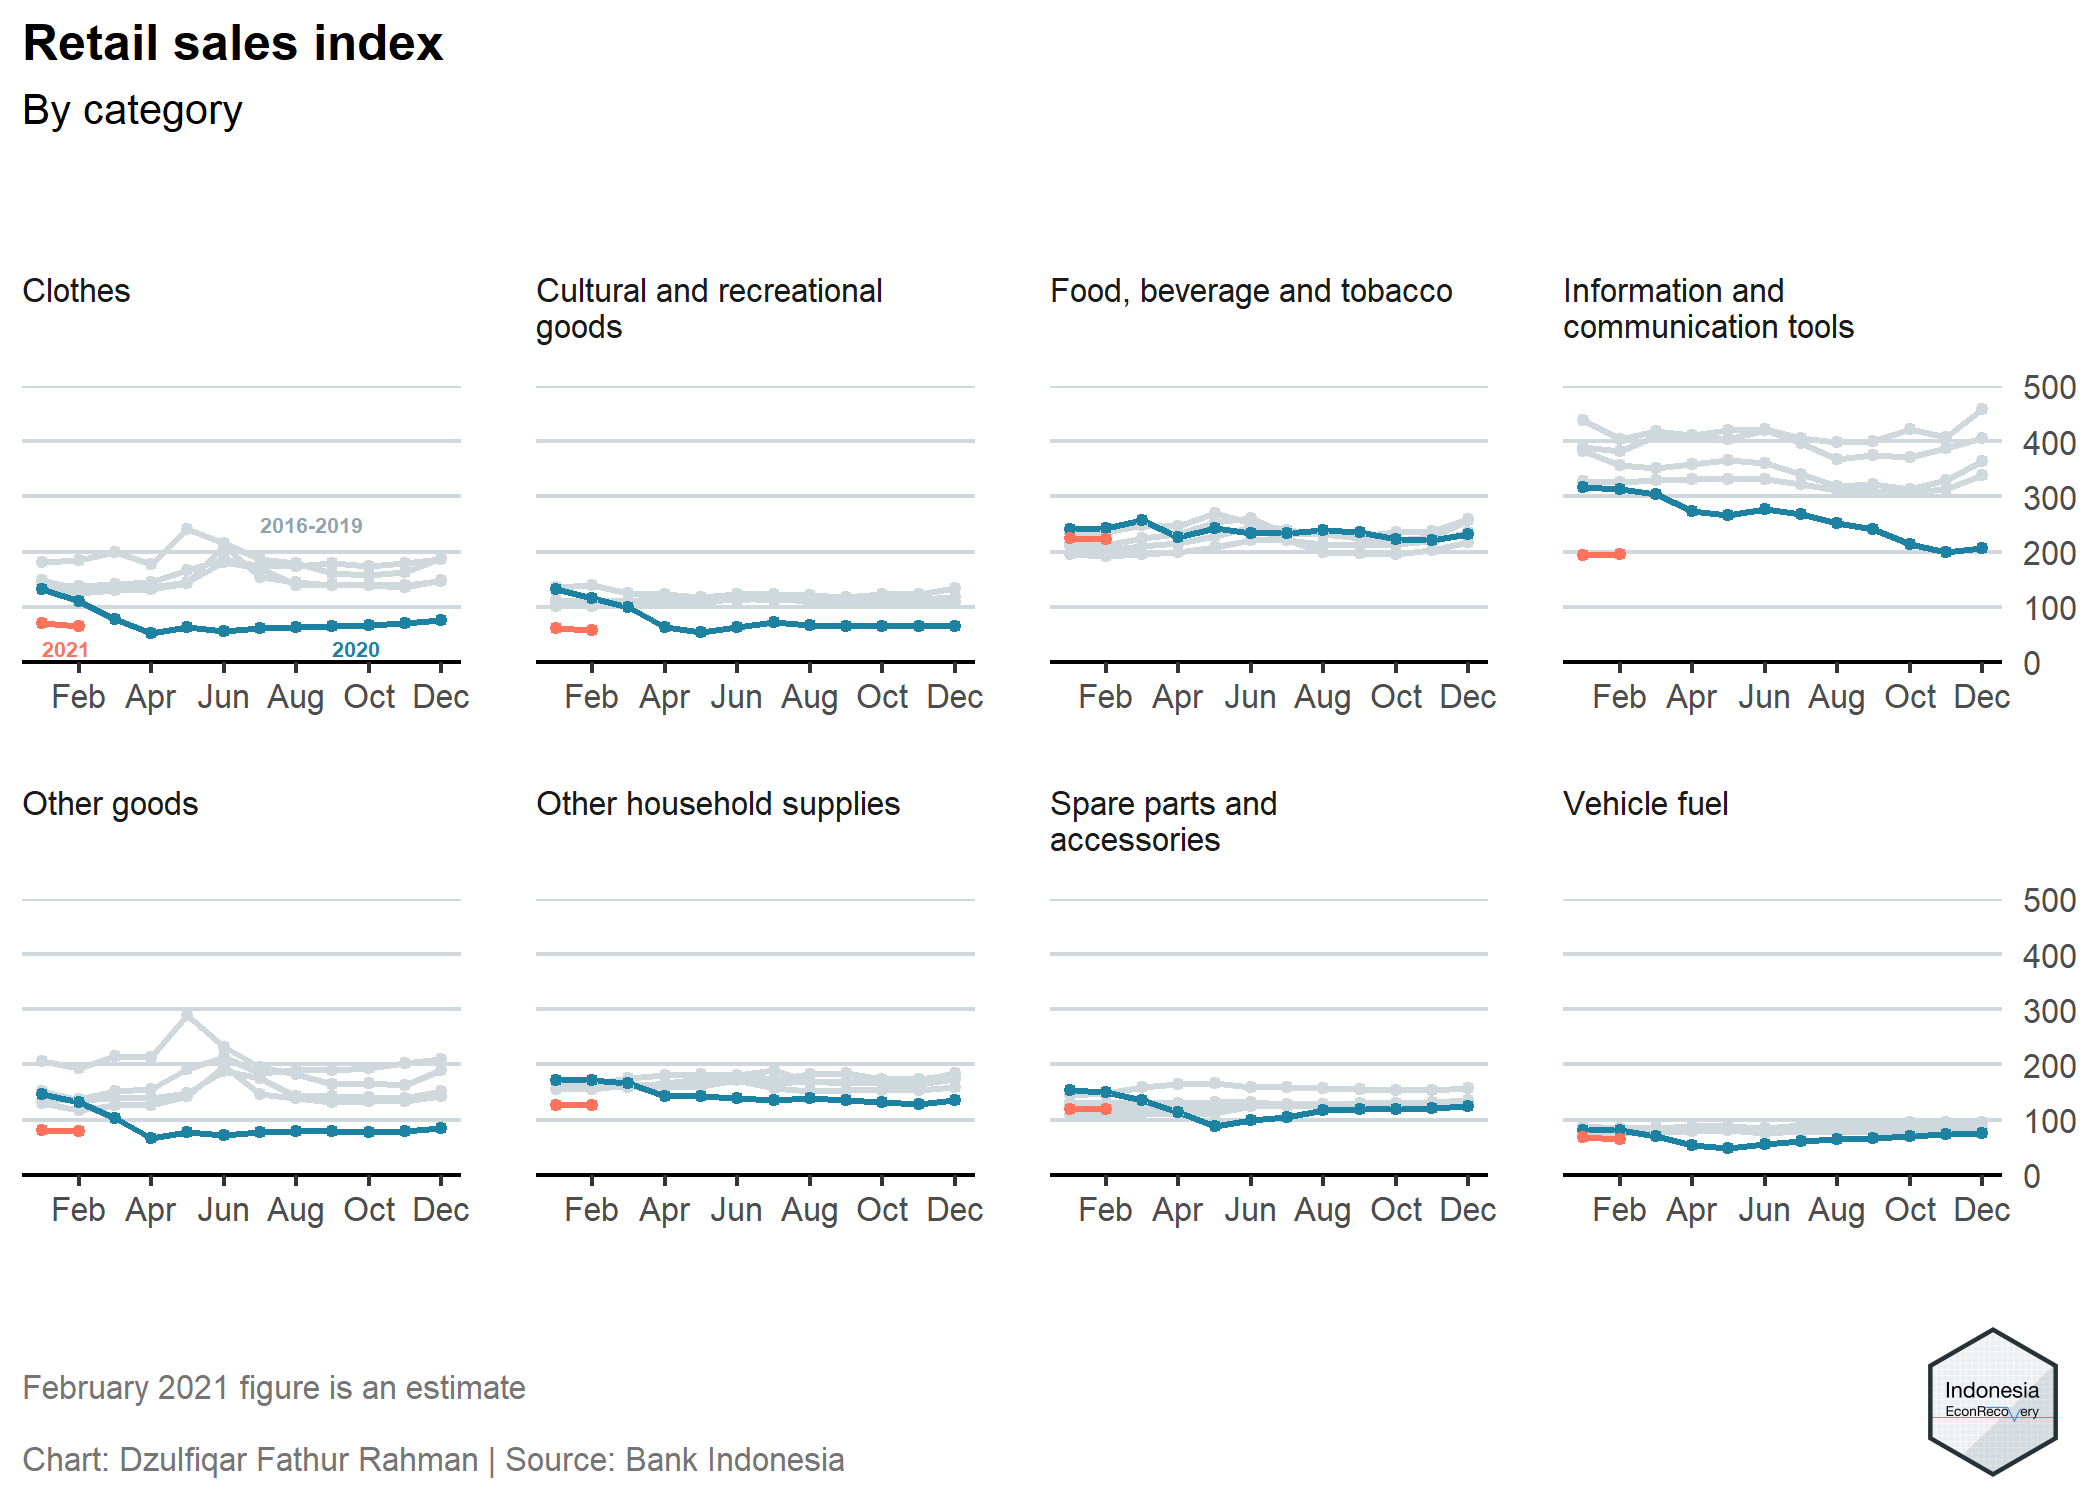 Retail sales index
By category
Clothes
Cultural and recreational
goods
Food, beverage and tobacco
Information and
communication tools
500
400
300
200
100
0
2016-2019
2021
2020
Feb Apr Jun Aug Oct Dec
Feb Apr Jun Aug Oct Dec
Feb Apr Jun Aug Oct Dec
Feb Apr Jun Aug Oct Dec
Other goods
Other household supplies
Spare parts and
accessories
Vehicle fuel
500
400
300
200
100
0
Feb Apr Jun Aug Oct Dec
Feb Apr Jun Aug Oct Dec
Feb Apr Jun Aug Oct Dec
Feb Apr Jun Aug Oct Dec
February 2021 figure is an estimate
Chart: Dzulfiqar Fathur Rahman | Source: Bank Indonesia
Indonesia
EconRecovery